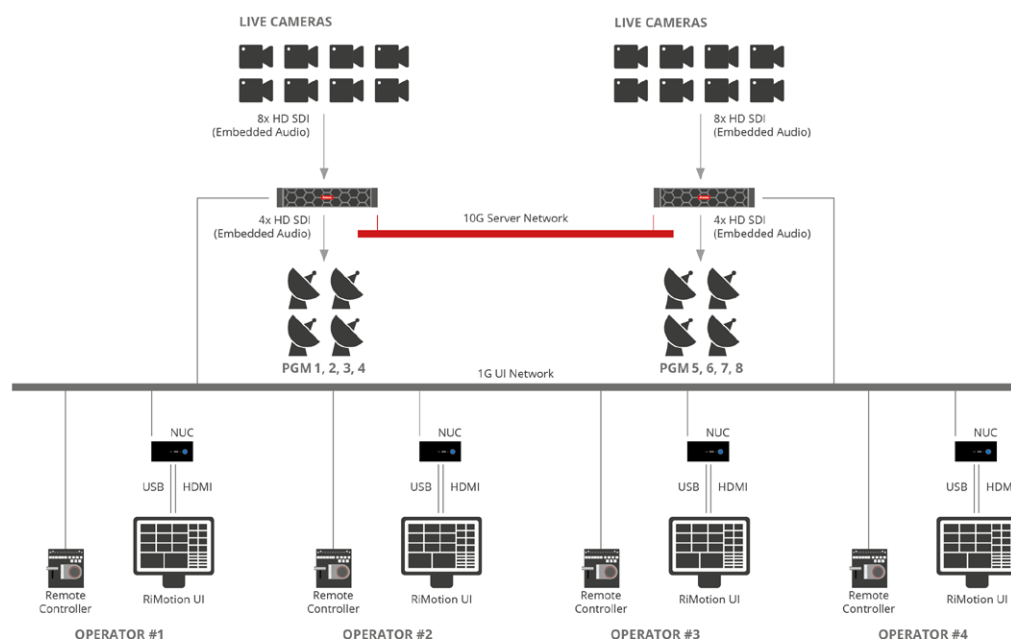 LIVE CAMERAS
LIVE CAMERAS
8x HD SDI
(Embedded Audio)
8x HD SDI
(Embedded Audio)
4x HD SDI
(Embedded Audio)
10G Server Network
4x HD SDI
(Embedded Audio)
PGM 1, 2, 3, 4
PGM 5, 6, 7, 8
1G UI Network
NUC
NUC
NUC
NUC
USB
HDMI
USB
HDMI
USB
HDMI
USB
HDM
Remote
Controller
RiMotion UI
Remote
Controller
RiMotion UI
Remote
Controller
RiMotion UI
Remote
Controller
RiMotion UI
OPERATOR #1
OPERATOR #2
OPERATOR #3
OPERATOR #4